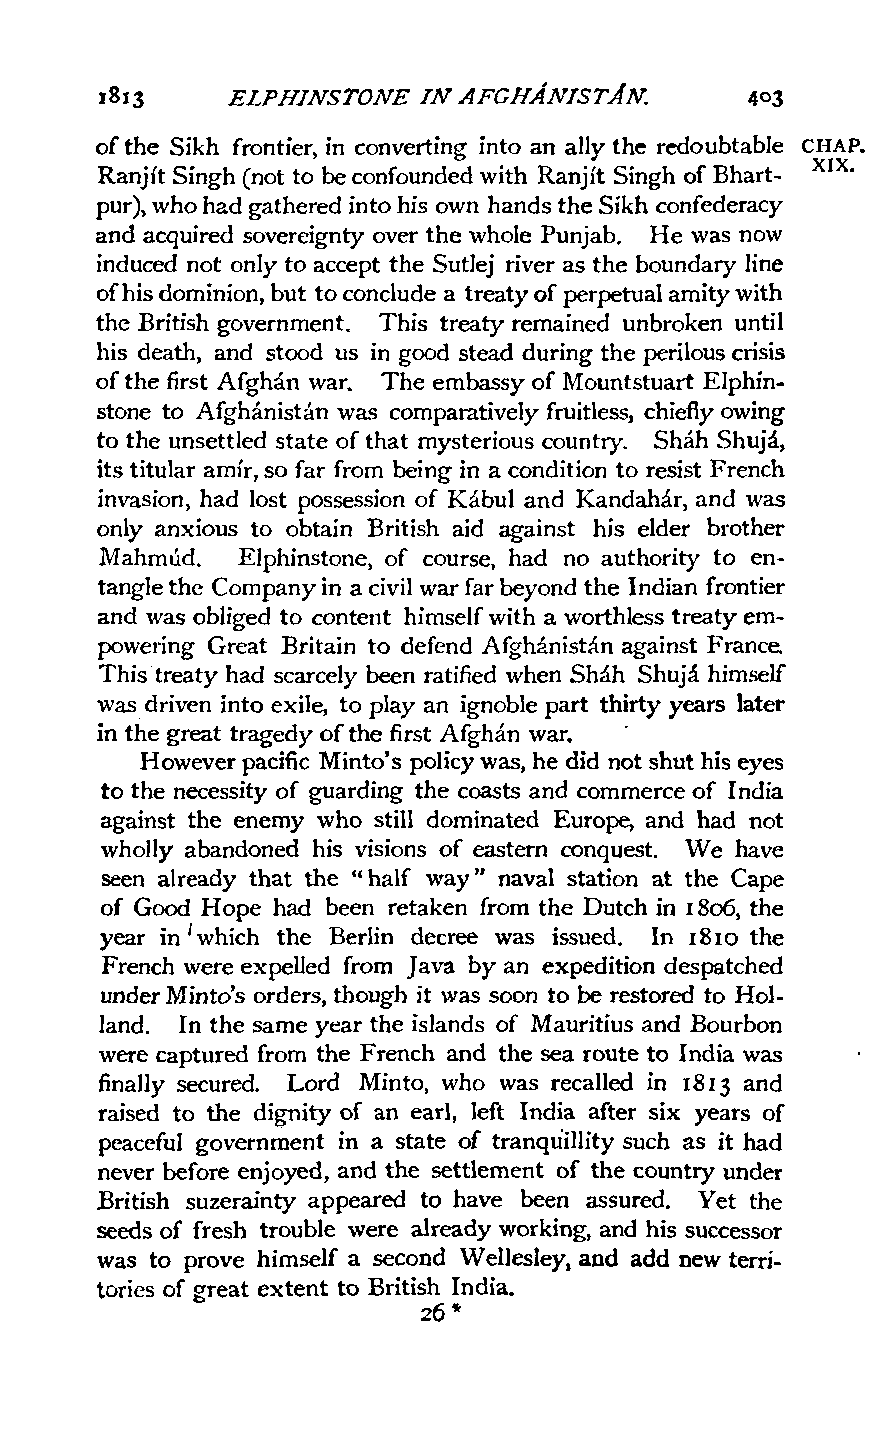 1813 ELPHINSTONE IN AFGHÁNISTÁN. 403
of the Sikh frontier, in converting into an ally the redoubtable CHAP.
Ranjít Singh (not to be confounded with Ranjít Singh of Bhart- XIX.
pur), who had gathered into his own hands the Sikh confederacy
and acquired sovereignty over the whole Punjab. He was now
induced not only to accept the Sutlej river as the boundary line
of his dominion, but to conclude a treaty of perpetual amity with
the British government. This treaty remained unbroken until
his death, and stood us in good stead during the perilous crisis
of the first Afghán war. The embassy of Mountstuart Elphin-
stone to Afghánistán was comparatively fruitless, chiefly owing
to the unsettled state of that mysterious country. Sháh Shujá,
its titular amír, so far from being in a condition to resist French
invasion, had lost possession of Kábul and Kandahár, and was
only anxious to obtain British aid against his elder brother
Mahmúd. Elphinstone, of course, had no authority to en-
tangle the Company in a civil war far beyond the Indian frontier
and was obliged to content himself with a worthless treaty em-
powering Great Britain to defend Afghánistán against France.
This treaty had scarcely been ratified when Sháh Shujá himself
was driven into exile, to play an ignoble part thirty years later
in the great tragedy of the first Afghán war.
However pacific Minto's policy was, he did not shut his eyes
to the necessity of guarding the coasts and commerce of India
against the enemy who still dominated Europe, and had not
wholly abandoned his visions of eastern conquest. We have
seen already that the "half way" naval station at the Cape
of Good Hope had been retaken from the Dutch in 1806, the
year in which the Berlin decree was issued. In 1810 the
French were expelled from Java by an expedition despatched
under Minto's orders, though it was soon to be restored to Hol-
land. In the same year the islands of Mauritius and Bourbon
were captured from the French and the sea route to India was
finally secured. Lord Minto, who was recalled in 1813 and
raised to the dignity of an earl, left India after six years of
peaceful government in a state of tranquillity such as it had
never before enjoyed, and the settlement of the country under
British suzerainty appeared to have been assured. Yet the
seeds of fresh trouble were already working, and his successor
was to prove himself a second Wellesley, and add new terri-
tories of great extent to British India.
26 *